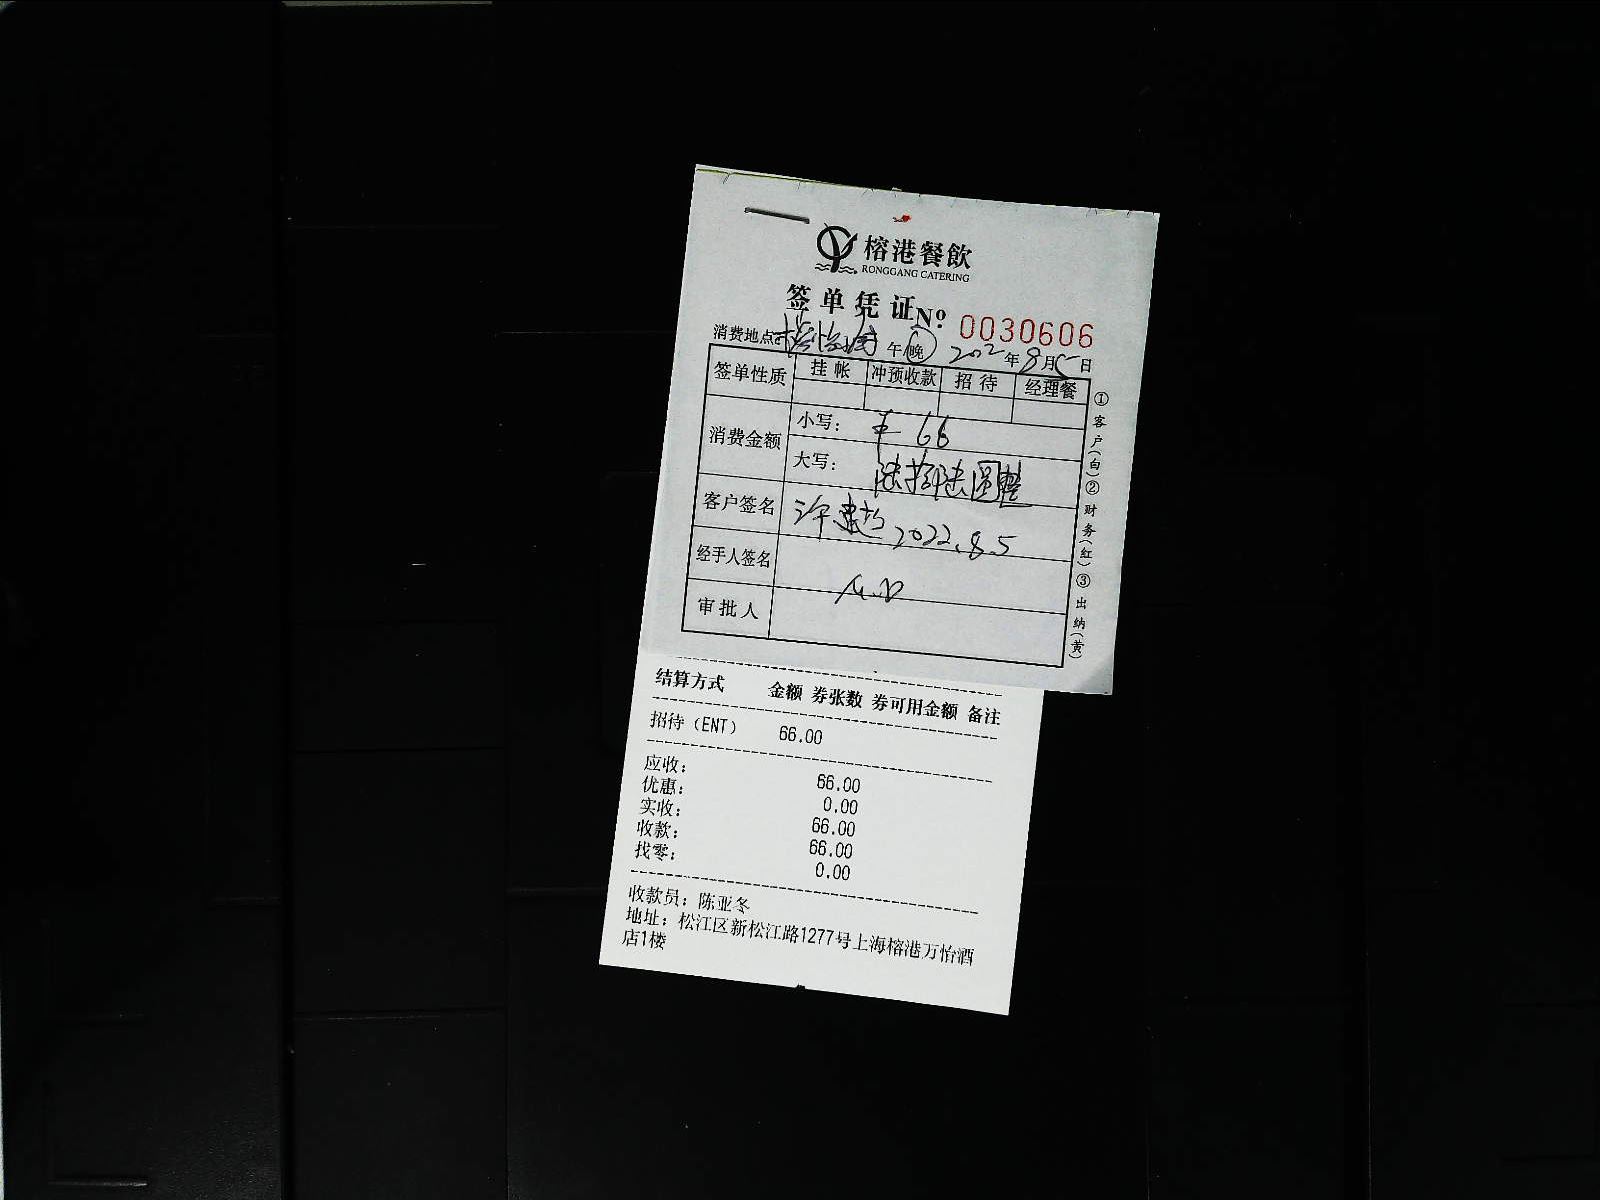 榕港餐飲
RONGGANG CATERING
签单凭证 Nº 0030606
消费地点: 午/晚 2022年8月5日
签单性质 挂帐 冲预收款 招待 经理餐
消费金额 小写: ¥ 66
大写: 陆拾陆圆整
客户签名 2022.8.5
经手人签名
审批人
①客户(白)②财务(红)③出纳(黄)
结算方式 金额 券张数 券可用金额 备注
招待(ENT) 66.00
应收: 66.00
优惠: 0.00
实收: 66.00
收款: 66.00
找零: 0.00
收款员: 陈亚冬
地址: 松江区新松江路1277号上海榕港万怡酒
店1楼